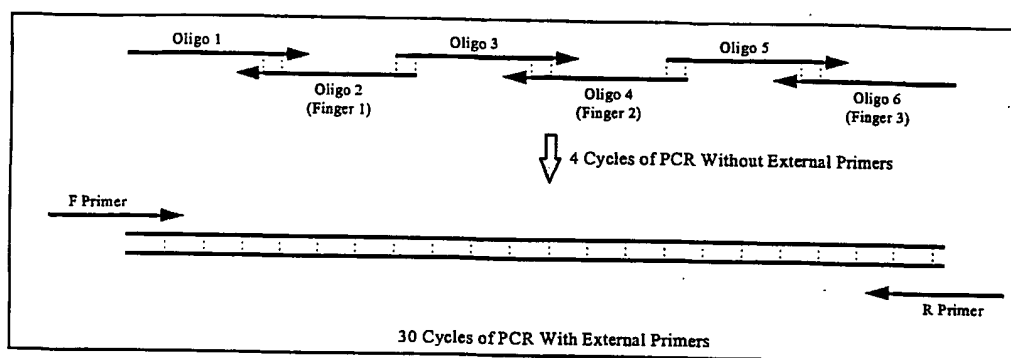 Oligo 1
Oligo 3
Oligo 5
Oligo 2
(Finger 1)
Oligo 4
(Finger 2)
Oligo 6
(Finger 3)
4 Cycles of PCR Without External Primers
F Primer
R Primer
30 Cycles of PCR With External Primers